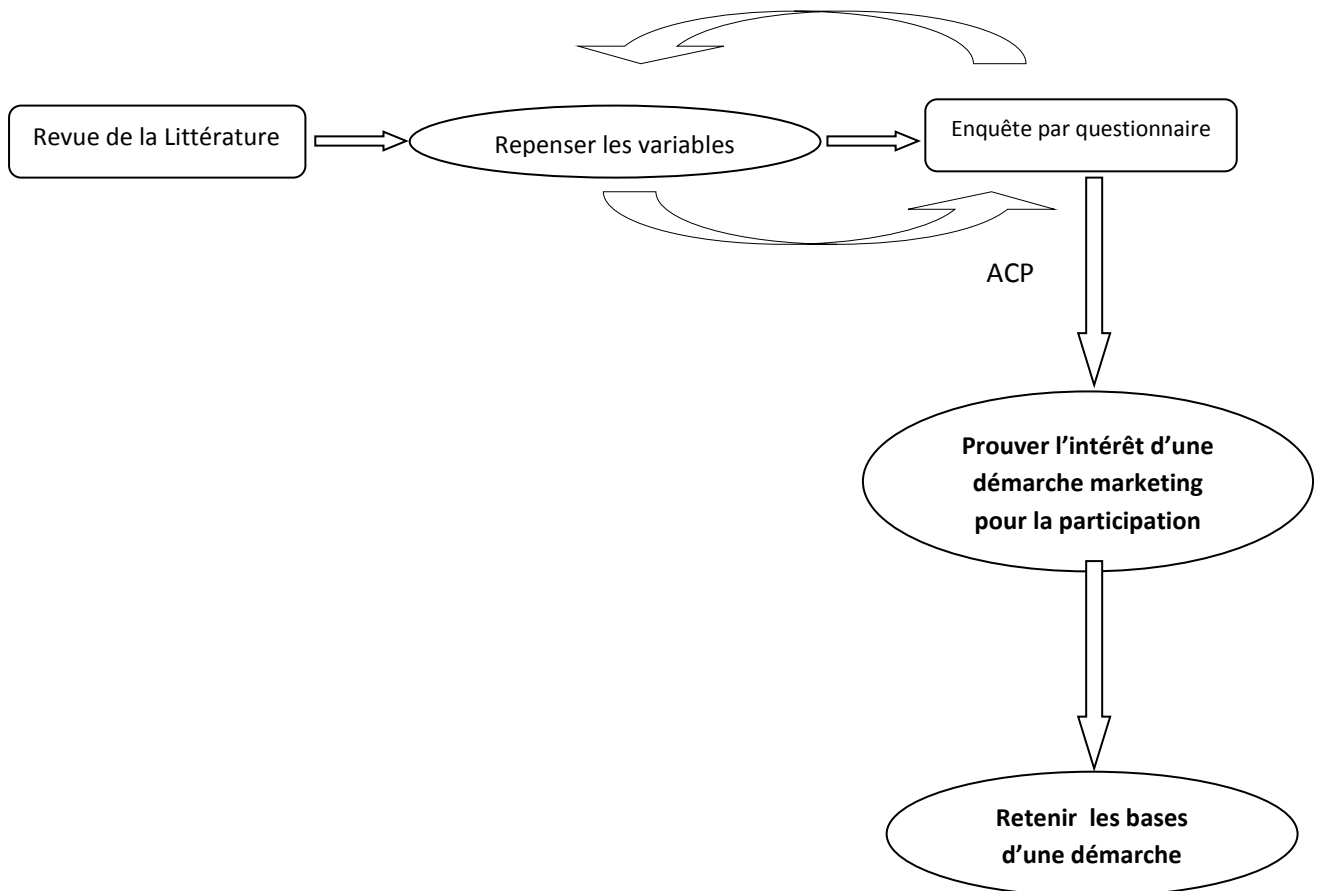 Revue de la Littérature
Repenser les variables
Enquête par questionnaire
ACP
Prouver l’intérêt d’une
démarche marketing
pour la participation
Retenir les bases
d’une démarche